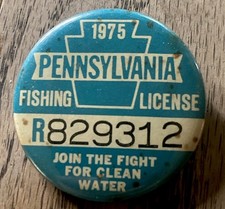 1975
PENNSYLVANIA
FISHING LICENSE
R829312
JOIN THE FIGHT
FOR CLEAN
WATER